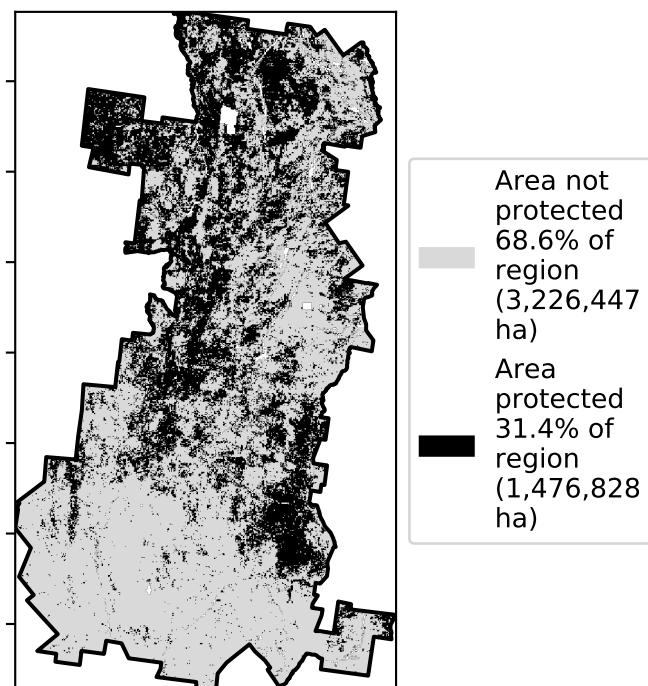 Area not
protected
68.6% of
region
(3,226,447
ha)
Area
protected
31.4% of
region
(1,476,828
ha)